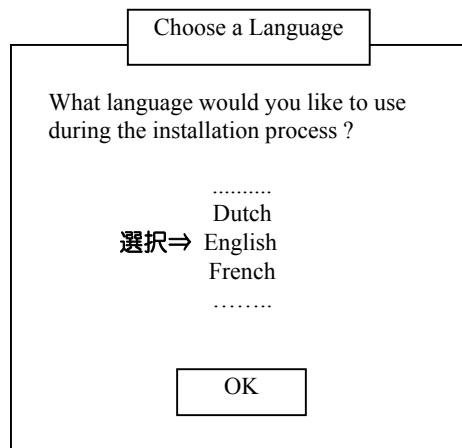 Choose a Language
What language would you like to use
during the installation process ?
..........
Dutch
選択⇒ English
French
........
OK